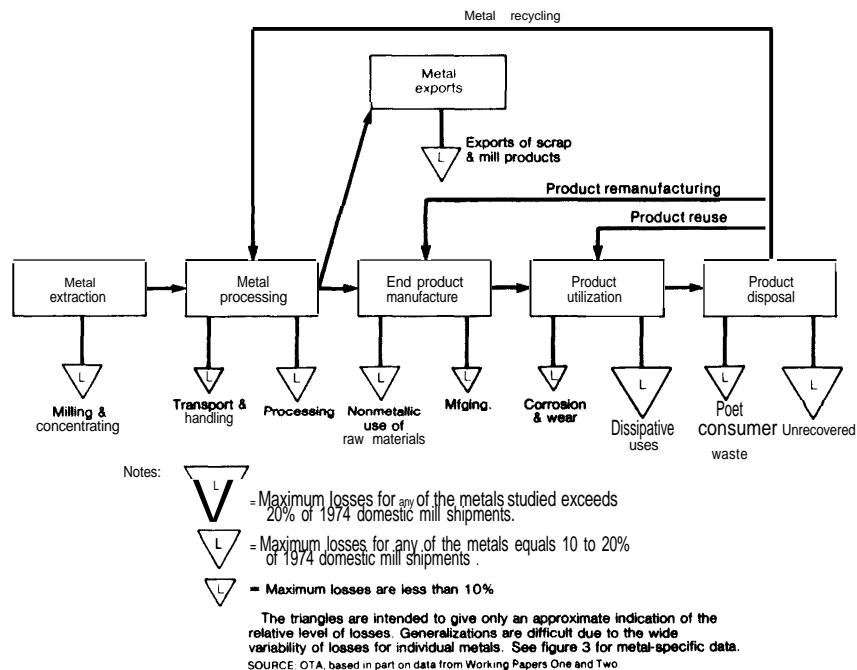 Metal recycling
Metal
exports
L
Exports of scrap
& mill products
Product remanufacturing
Product reuse
Metal
extraction
Metal
processing
End product
manufacture
Product
utilization
Product
disposal
L
Milling &
concentrating
L
Transport &
handling
L
Processing
L
Nonmetallic
use of
raw materials
L
Mfging.
L
Corrosion
& wear
L
Dissipative
uses
L
Poet
consumer
waste
L
Unrecovered
Notes:
L
= Maximum losses for any of the metals studied exceeds
20% of 1974 domestic mill shipments.
L
= Maximum losses for any of the metals equals 10 to 20%
of 1974 domestic mill shipments .
L
= Maximum losses are less than 10%
The triangles are intended to give only an approximate indication of the
relative level of losses. Generalizations are difficult due to the wide
variability of losses for individual metals. See figure 3 for metal-specific data.
SOURCE: OTA, based in part on data from Working Papers One and Two